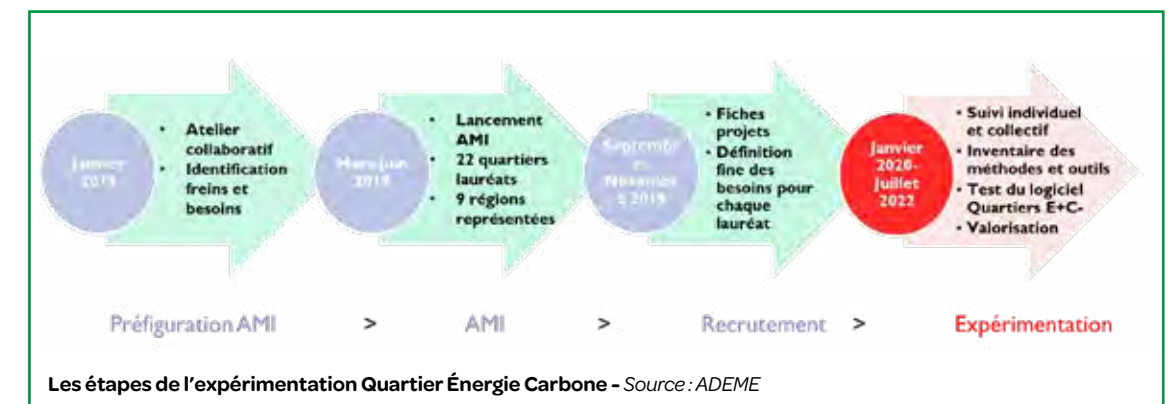 Janvier
2019
• Atelier
collaboratif
• Identification
freins et
besoins
Mars-Juin
2019
• Lancement
AMI
• 22 quartiers
lauréats
• 9 régions
représentées
Septembr
e-Novembr
e 2019
• Fiches
projets
• Définition
fine des
besoins pour
chaque
lauréat
Janvier
2020-
Juillet
2022
• Suivi individuel
et collectif
• Inventaire des
méthodes et outils
• Test du logiciel
Quartiers E+C-
• Valorisation
Préfiguration AMI > AMI > Recrutement > Expérimentation
Les étapes de l'expérimentation Quartier Énergie Carbone - Source : ADEME